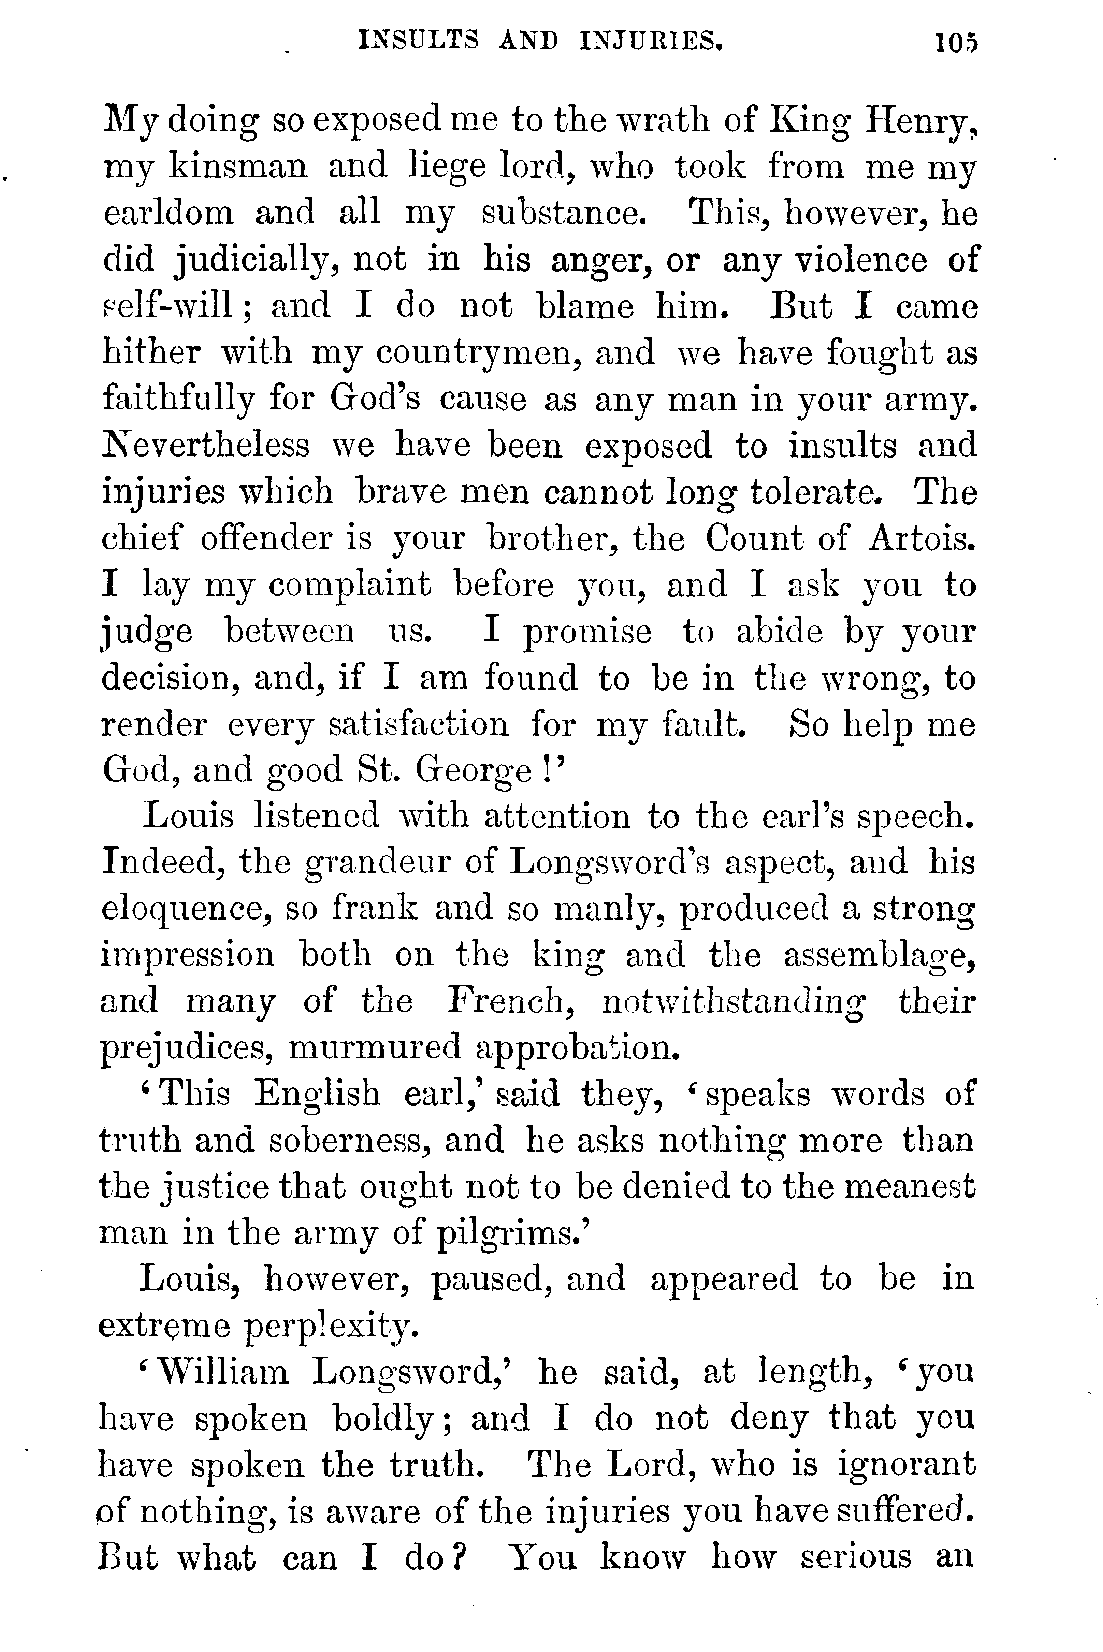 INSULTS AND INJURIES. 105
My doing so exposed me to the wrath of King Henry,
my kinsman and liege lord, who took from me my
earldom and all my substance. This, however, he
did judicially, not in his anger, or any violence of
self-will; and I do not blame him. But I came
hither with my countrymen, and we have fought as
faithfully for God's cause as any man in your army.
Nevertheless we have been exposed to insults and
injuries which brave men cannot long tolerate. The
chief offender is your brother, the Count of Artois.
I lay my complaint before you, and I ask you to
judge between us. I promise to abide by your
decision, and, if I am found to be in the wrong, to
render every satisfaction for my fault. So help me
God, and good St. George!'
Louis listened with attention to the earl's speech.
Indeed, the grandeur of Longsword's aspect, and his
eloquence, so frank and so manly, produced a strong
impression both on the king and the assemblage,
and many of the French, notwithstanding their
prejudices, murmured approbation.
'This English earl,' said they, 'speaks words of
truth and soberness, and he asks nothing more than
the justice that ought not to be denied to the meanest
man in the army of pilgrims.'
Louis, however, paused, and appeared to be in
extreme perplexity.
'William Longsword,' he said, at length, 'you
have spoken boldly; and I do not deny that you
have spoken the truth. The Lord, who is ignorant
of nothing, is aware of the injuries you have suffered.
But what can I do? You know how serious an